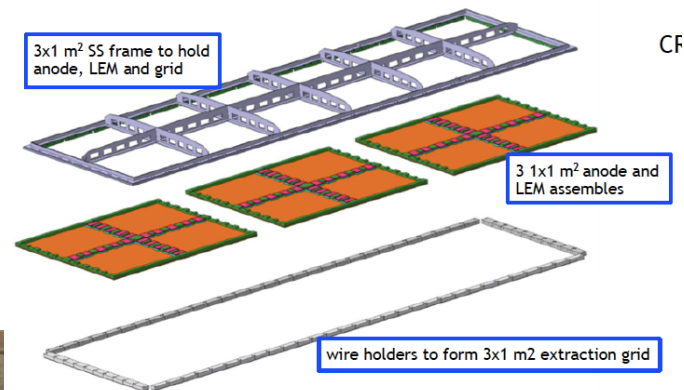 3x1 m² SS frame to hold
anode, LEM and grid
CR
3 1x1 m² anode and
LEM assembles
wire holders to form 3x1 m2 extraction grid